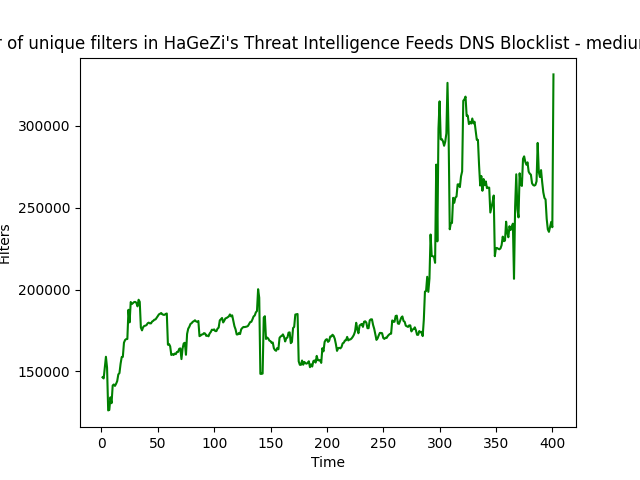 of unique filters in HaGeZi's Threat Intelligence Feeds DNS Blocklist -
Filters
300000
250000
200000
150000
0 50 100 150 200 250 300 350 400
Time